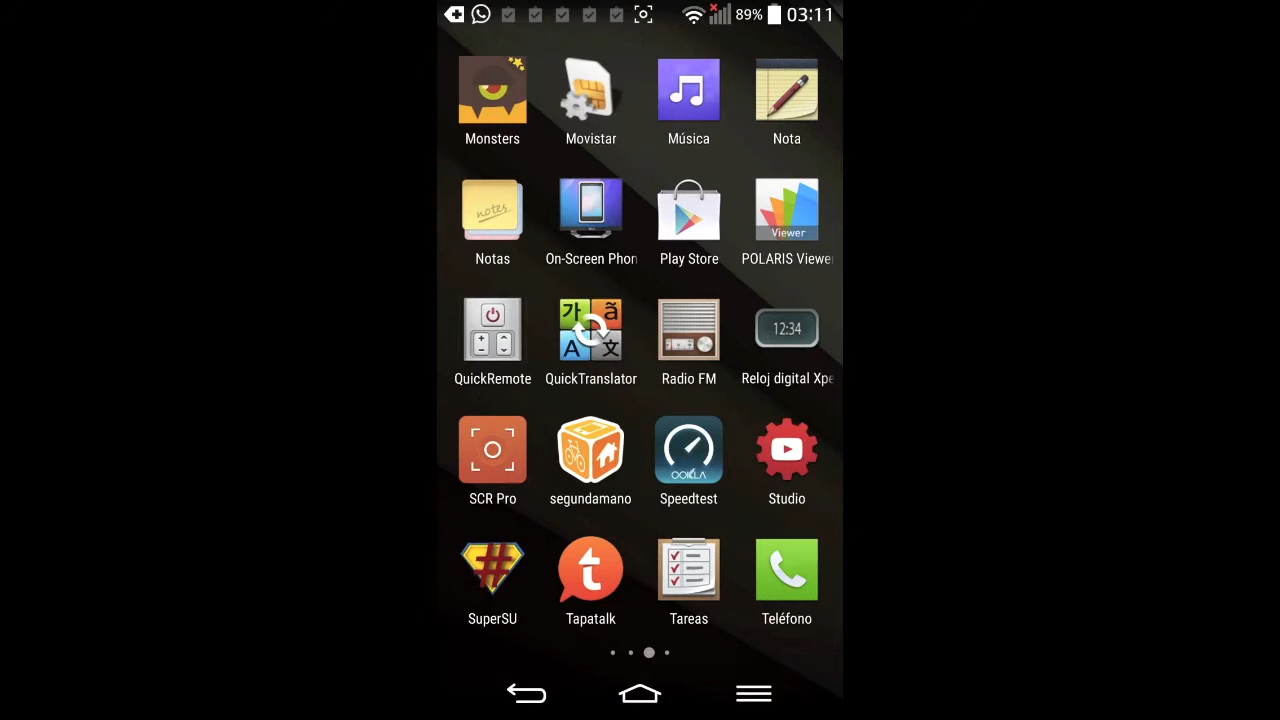 89% 03:11
Monsters Movistar Música Nota
notes Viewer
Notas On-Screen Phon Play Store POLARIS Viewer
가 ã 12:34
A 文
QuickRemote QuickTranslator Radio FM Reloj digital Xpe
OOKLA
SCR Pro segundamano Speedtest Studio
#
t
SuperSU Tapatalk Tareas Teléfono